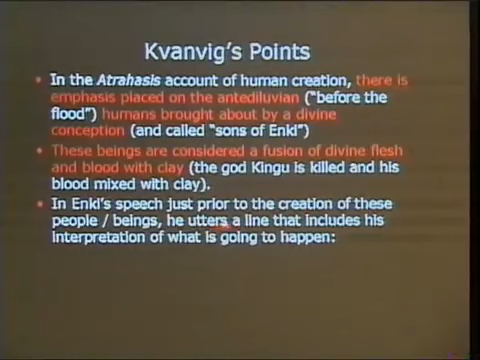 Kvanvig's Points
• In the Atrahasis account of human creation, there is
emphasis placed on the antediluvian ("before the
flood") humans brought about by a divine
conception (and called "sons of Enki")
• These beings are considered a fusion of divine flesh
and blood with clay (the god Kingu is killed and his
blood mixed with clay).
• In Enki's speech just prior to the creation of these
people / beings, he utters a line that includes his
interpretation of what is going to happen: